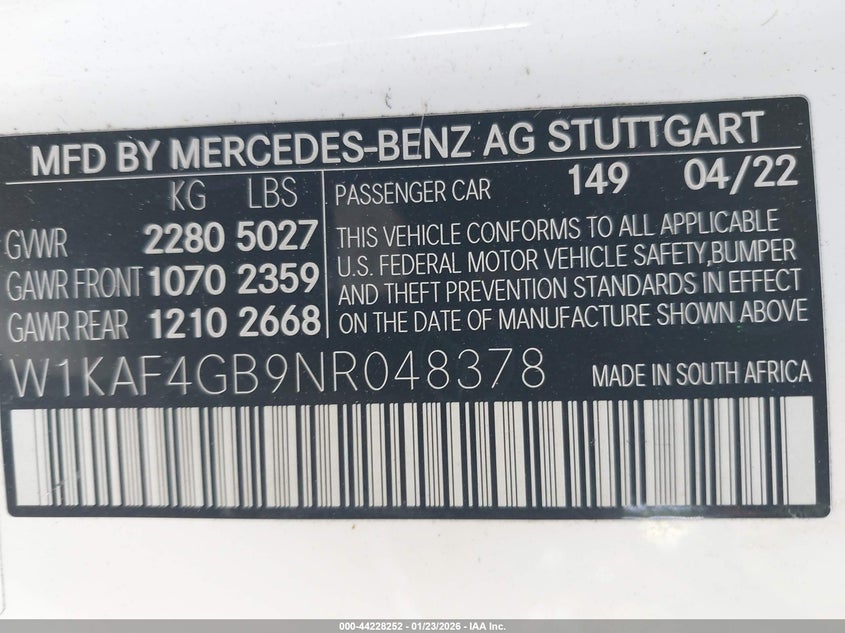 MFD BY MERCEDES-BENZ AG STUTTGART
KG LBS
GVWR 2280 5027
GAWR FRONT 1070 2359
GAWR REAR 1210 2668
PASSENGER CAR 149 04/22
THIS VEHICLE CONFORMS TO ALL APPLICABLE
U.S. FEDERAL MOTOR VEHICLE SAFETY,BUMPER
AND THEFT PREVENTION STANDARDS IN EFFECT
ON THE DATE OF MANUFACTURE SHOWN ABOVE
W1KAF4GB9NR048378 MADE IN SOUTH AFRICA
000-44228252 - 01/23/2026 - IAA Inc.